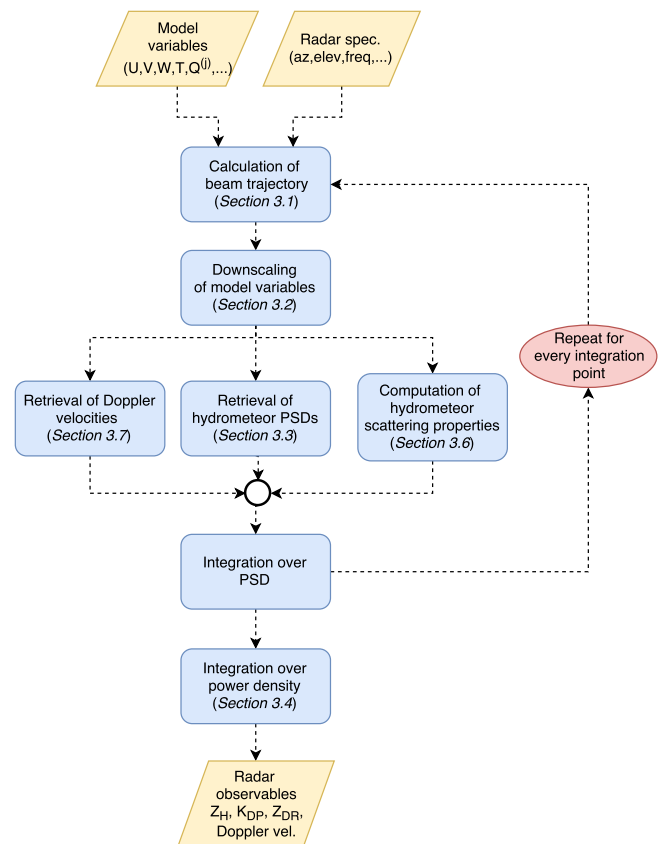 Model
variables
(U,V,W,T,Q(j),...)
Radar spec.
(az,elev,freq,...)
Calculation of
beam trajectory
(Section 3.1)
Downscaling
of model variables
(Section 3.2)
Repeat for
every integration
point
Retrieval of Doppler
velocities
(Section 3.7)
Retrieval of
hydrometeor PSDs
(Section 3.3)
Computation of
hydrometeor
scattering properties
(Section 3.6)
Integration over
PSD
Integration over
power density
(Section 3.4)
Radar
observables
ZH, KDP, ZDR,
Doppler vel.